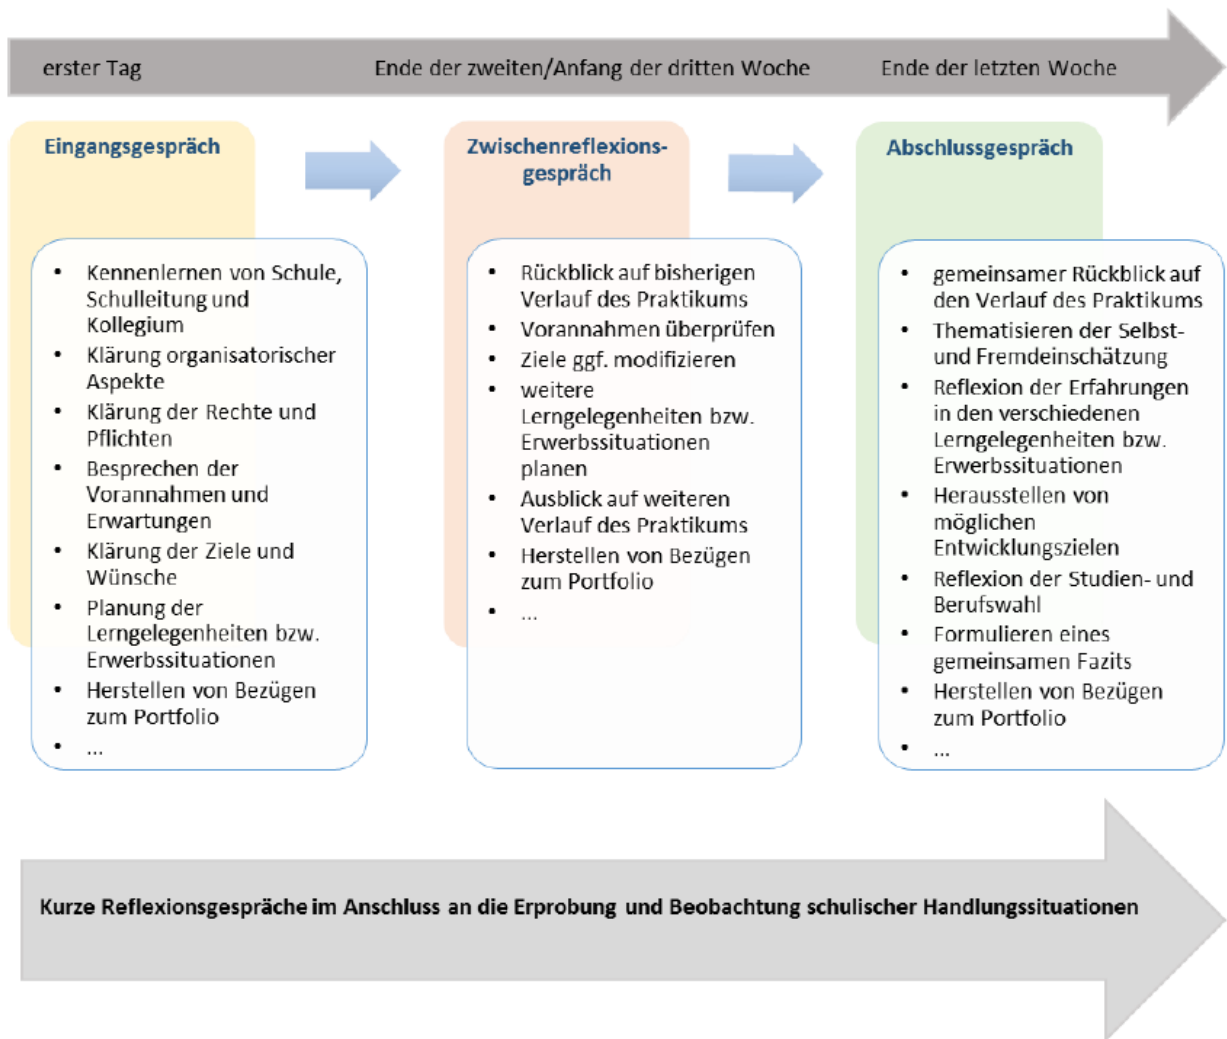 erster Tag
Ende der zweiten/Anfang der dritten Woche
Ende der letzten Woche
Eingangsgespräch
• Kennenlernen von Schule,
Schulleitung und
Kollegium
• Klärung organisatorischer
Aspekte
• Klärung der Rechte und
Pflichten
• Besprechen der
Vorannahmen und
Erwartungen
• Klärung der Ziele und
Wünsche
• Planung der
Lerngelegenheiten bzw.
Erwerbssituationen
• Herstellen von Bezügen
zum Portfolio
• ...
Zwischenreflexions-
gespräch
• Rückblick auf bisherigen
Verlauf des Praktikums
• Vorannahmen überprüfen
• Ziele ggf. modifizieren
• weitere
Lerngelegenheiten bzw.
Erwerbssituationen
planen
• Ausblick auf weiteren
Verlauf des Praktikums
• Herstellen von Bezügen
zum Portfolio
• ...
Abschlussgespräch
• gemeinsamer Rückblick auf
den Verlauf des Praktikums
• Thematisieren der Selbst-
und Fremdeinschätzung
• Reflexion der Erfahrungen
in den verschiedenen
Lerngelegenheiten bzw.
Erwerbssituationen
• Herausstellen von
möglichen
Entwicklungszielen
• Reflexion der Studien- und
Berufswahl
• Formulieren eines
gemeinsamen Fazits
• Herstellen von Bezügen
zum Portfolio
• ...
Kurze Reflexionsgespräche im Anschluss an die Erprobung und Beobachtung schulischer Handlungssituationen